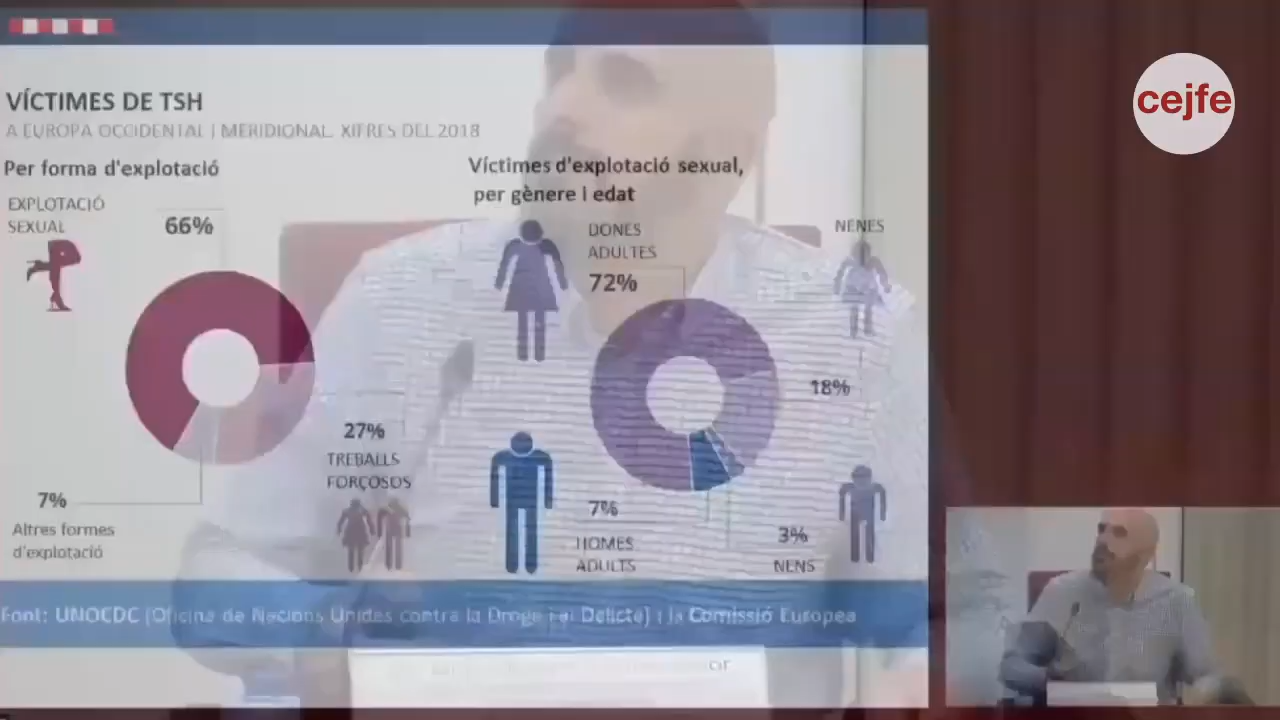 cejfe
VÍCTIMES DE TSH
A EUROPA OCCIDENTAL I MERIDIONAL. XIFRES DEL 2018
Per forma d'explotació
EXPLOTACIÓ
SEXUAL
66%
27%
TREBALLS
FORÇOSOS
7%
Altres formes
d'explotació
Víctimes d'explotació sexual,
per gènere i edat
DONES
ADULTES
72%
NENES
18%
7%
HOMES
ADULTS
3%
NENS
Font: UNOCDC (Oficina de Nacions Unides contra la Droga i el Delicte) i la Comissió Europea